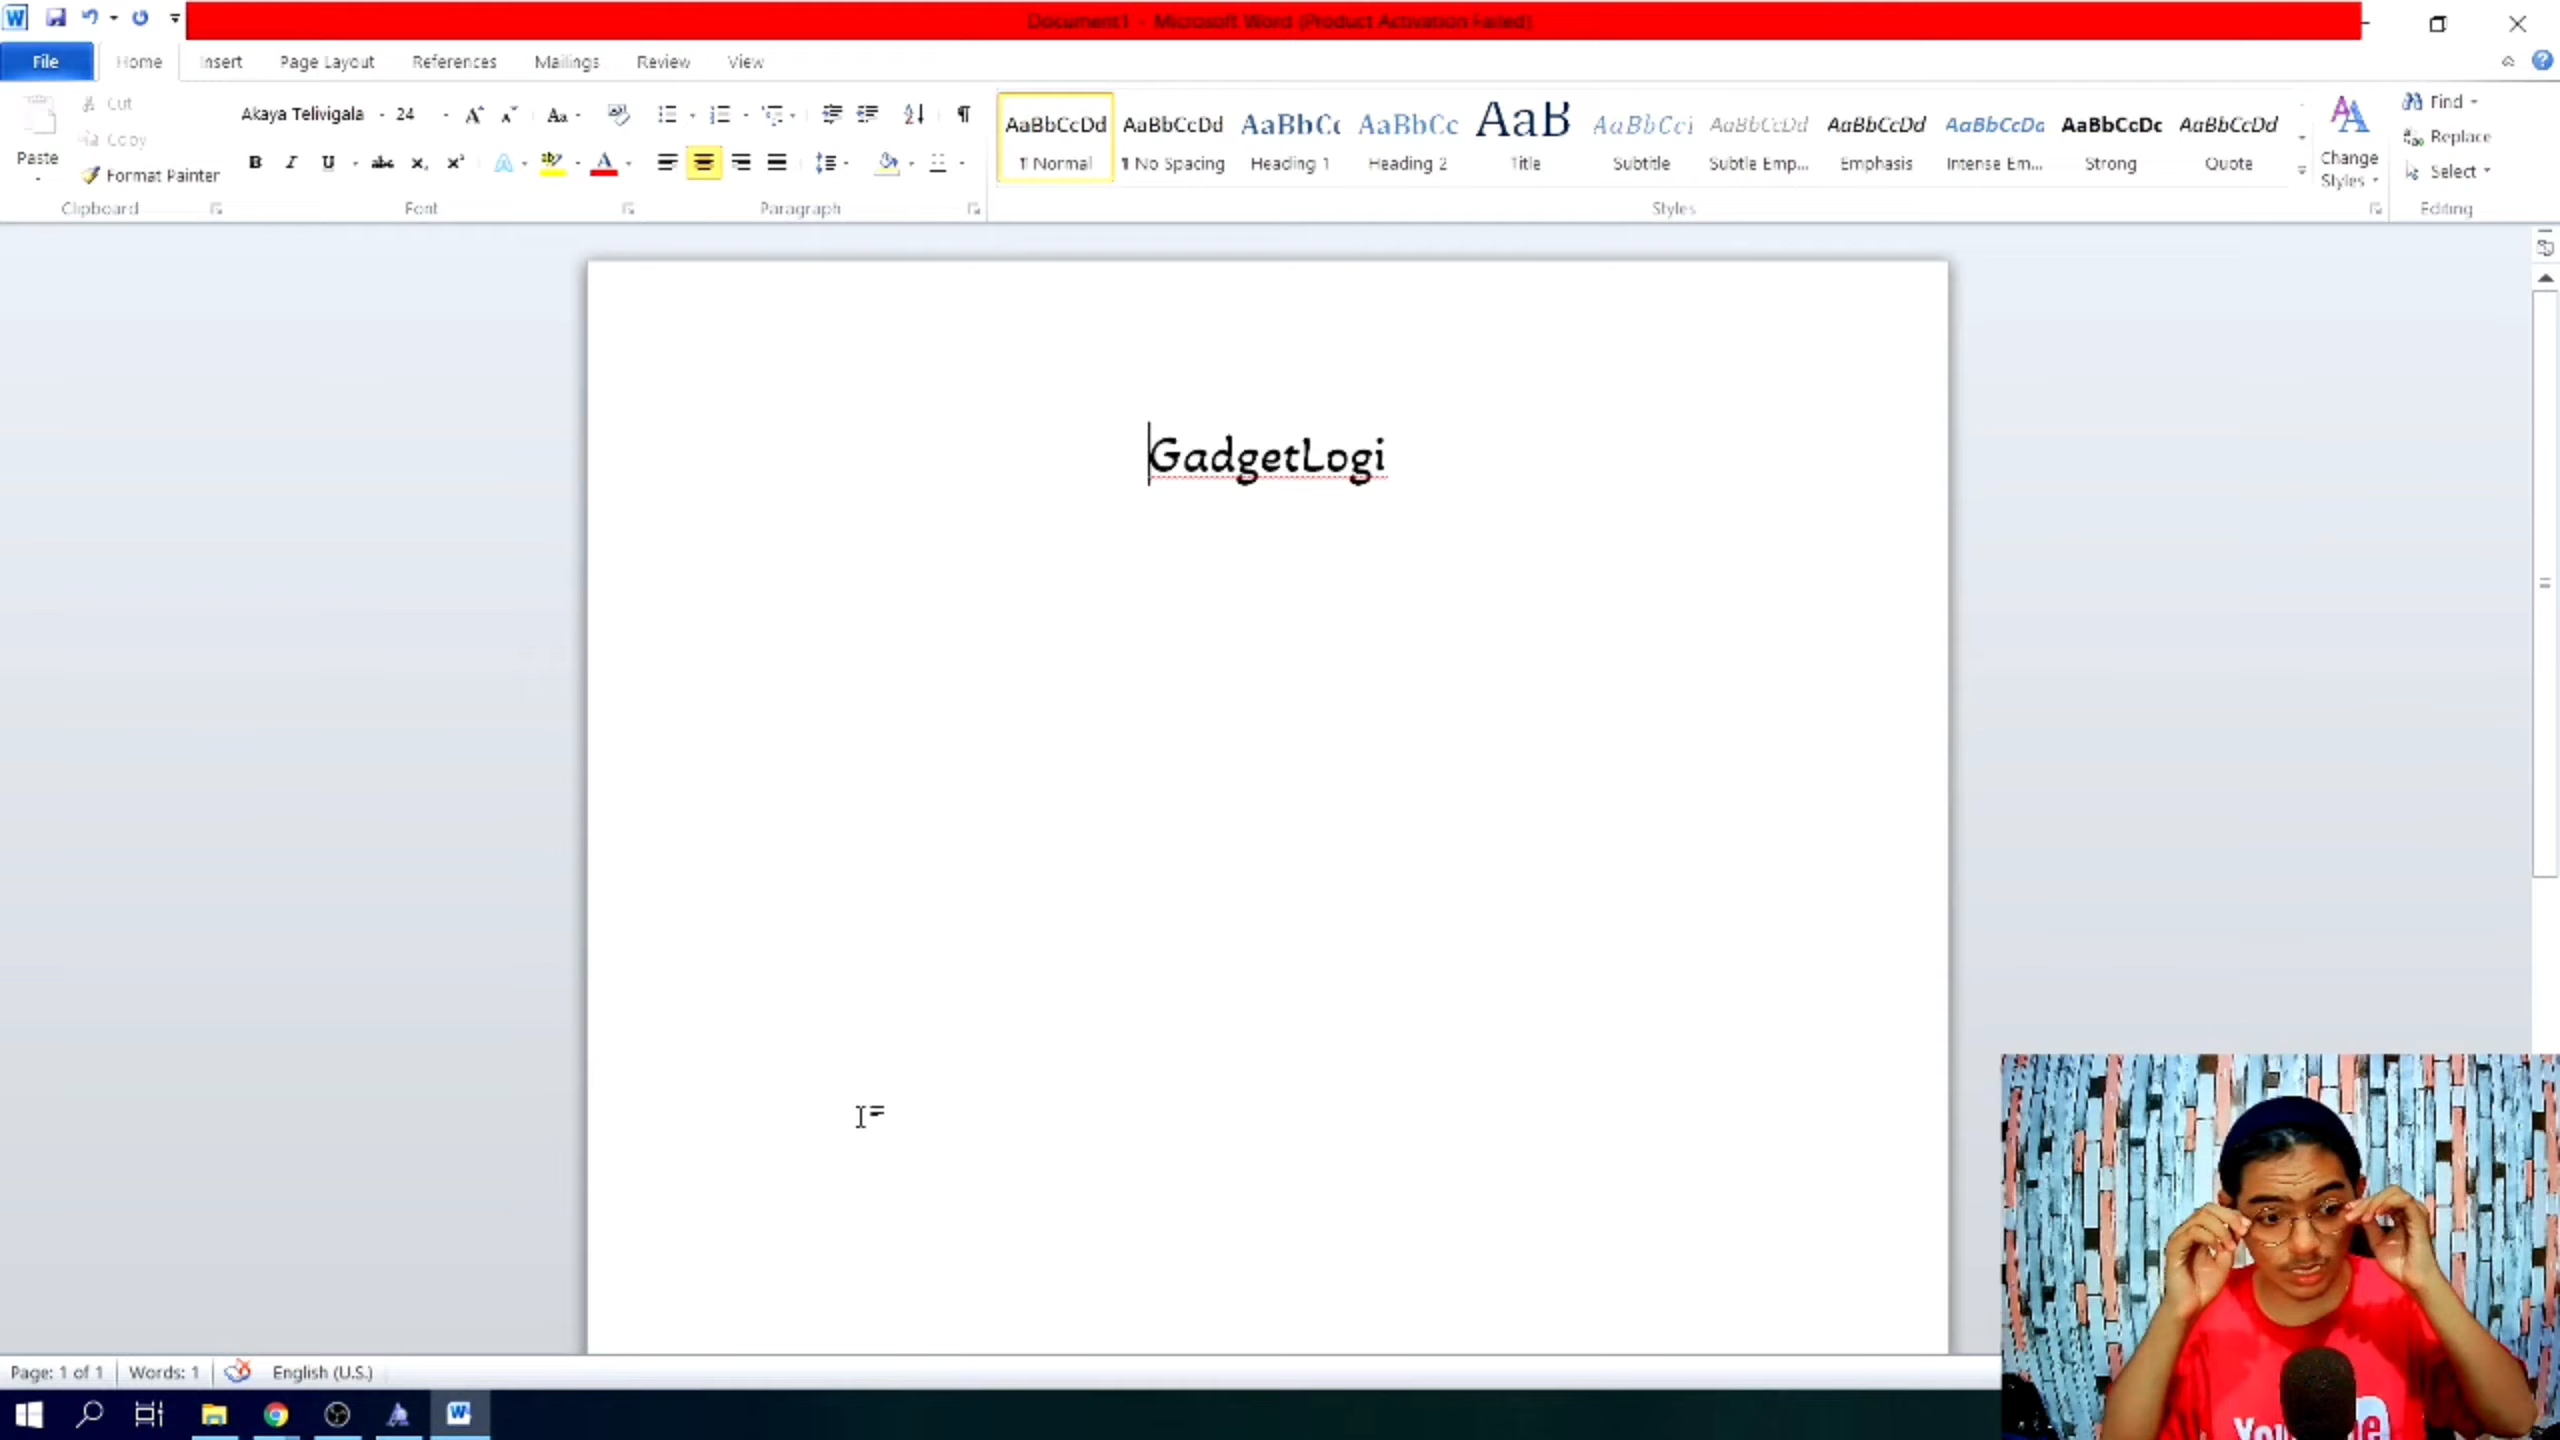 Document1 - Microsoft Word (Product Activation Failed)
File Home Insert Page Layout References Mailings Review View
Paste
Cut
Copy
Format Painter
Clipboard
Akaya Telivigala 24
Font
Paragraph
AaBbCcDd AaBbCcDd AaBbCc AaBbCc AaB AaBbCcI AaBbCcDd AaBbCcDd AaBbCcDd AaBbCcDc AaBbCcDd
¶ Normal ¶ No Spacing Heading 1 Heading 2 Title Subtitle Subtle Emp... Emphasis Intense Em... Strong Quote
Styles
Change
Styles
Find
Replace
Select
Editing
GadgetLogi
Page: 1 of 1 Words: 1 English (U.S.)